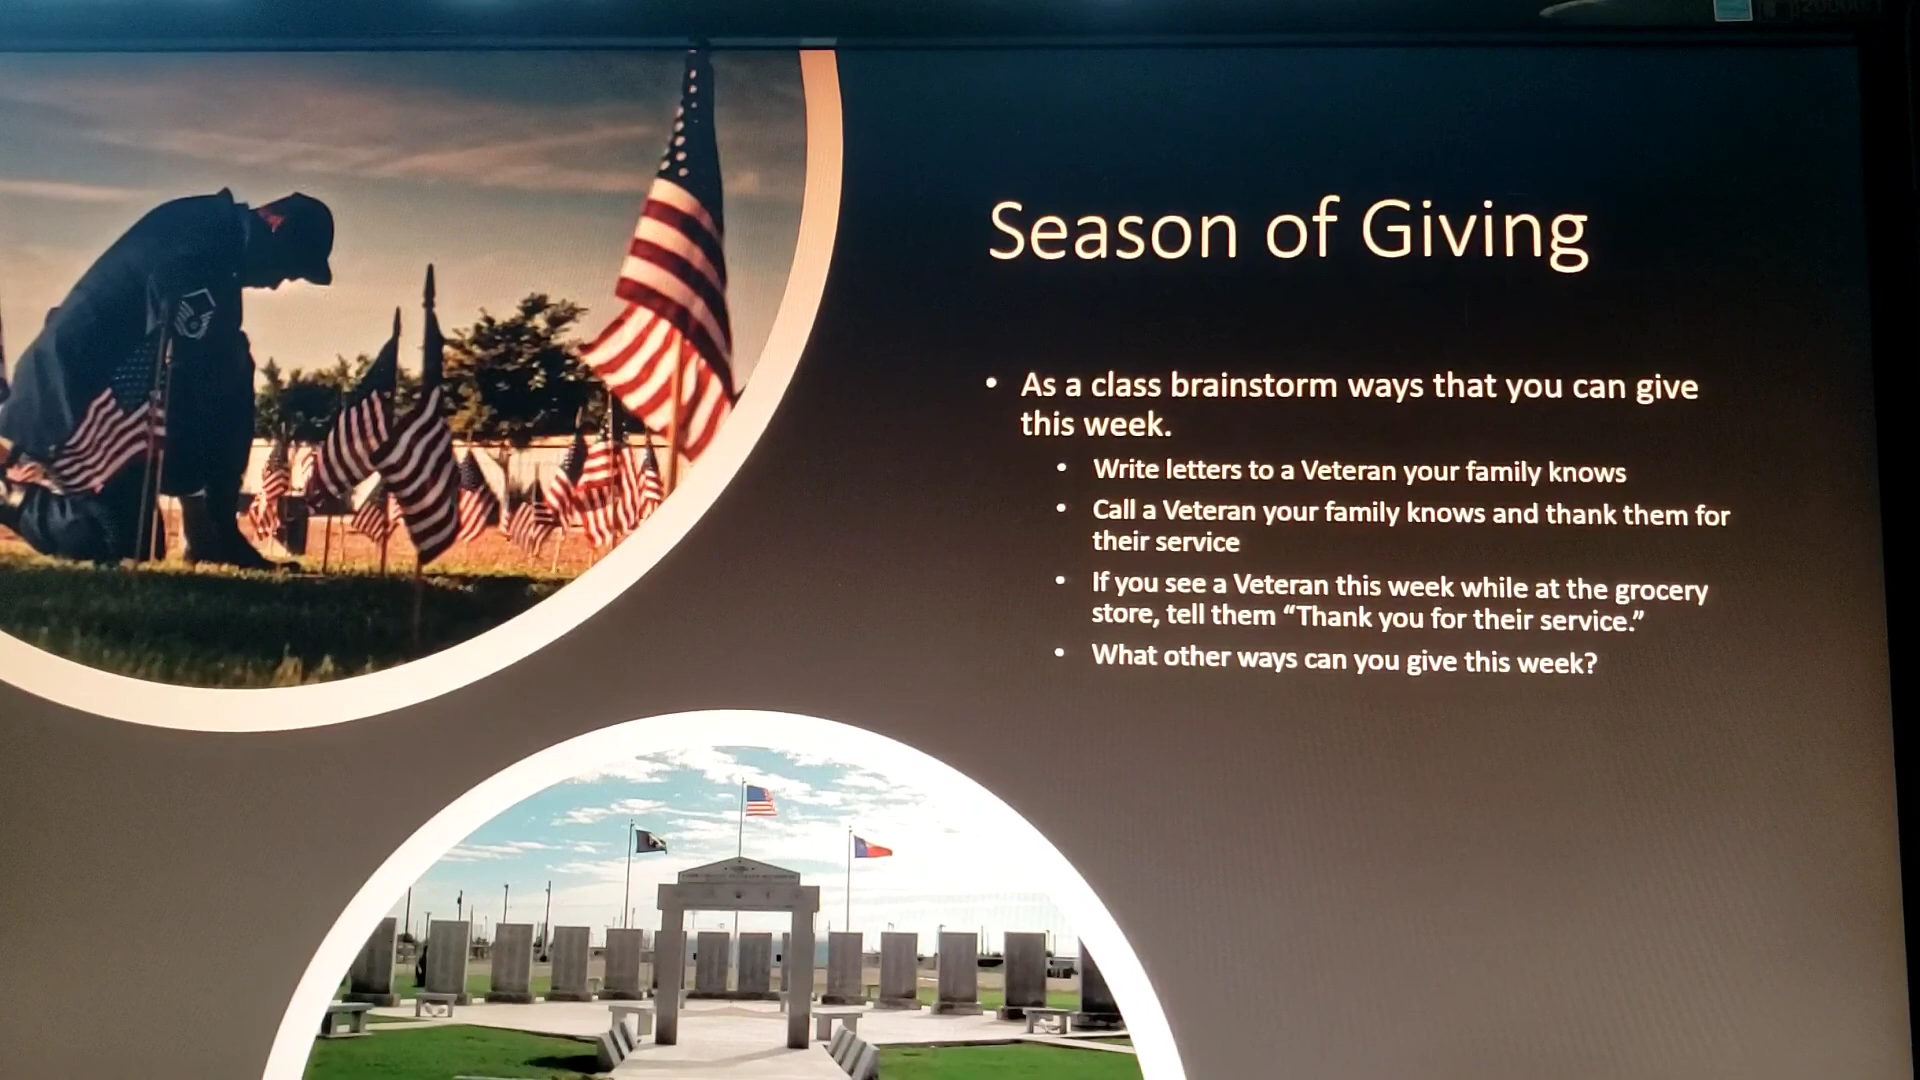 Season of Giving
• As a class brainstorm ways that you can give
this week.
• Write letters to a Veteran your family knows
• Call a Veteran your family knows and thank them for
their service
• If you see a Veteran this week while at the grocery
store, tell them “Thank you for their service.”
• What other ways can you give this week?